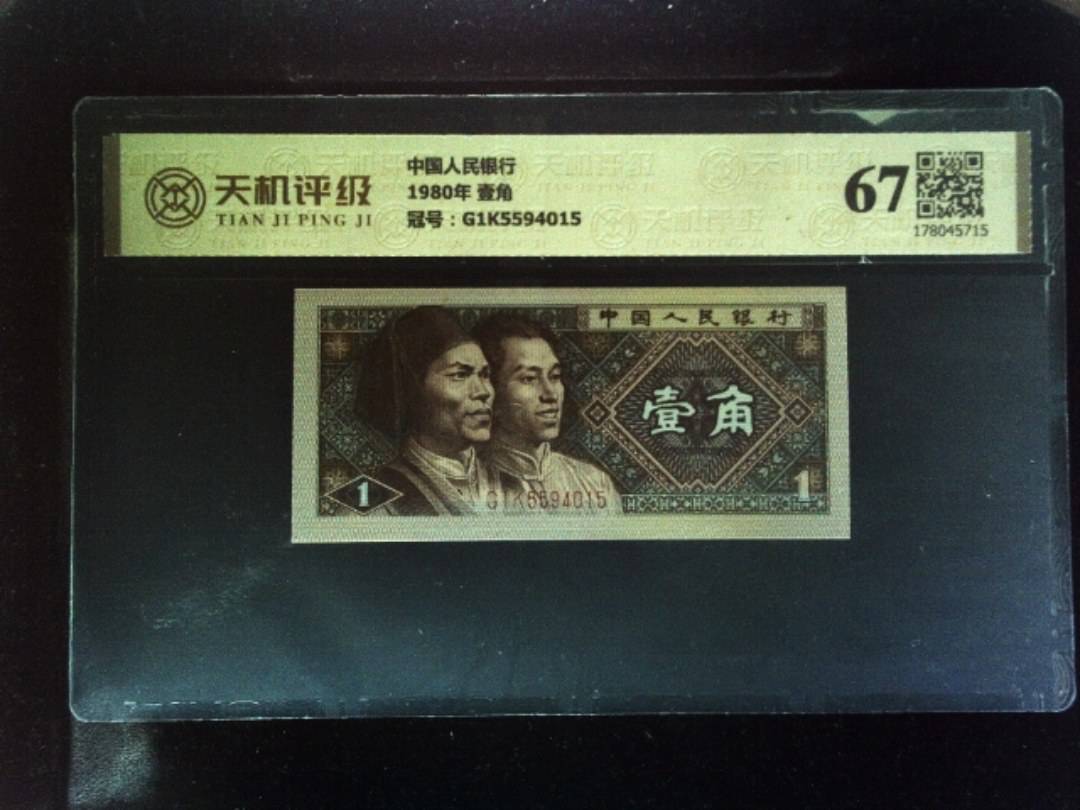 天机评级
TIAN JI PING JI
中国人民银行
1980年 壹角
冠号：G1K5594015
67
178045715
中国人民银行
壹角
1
G1K5594015
1